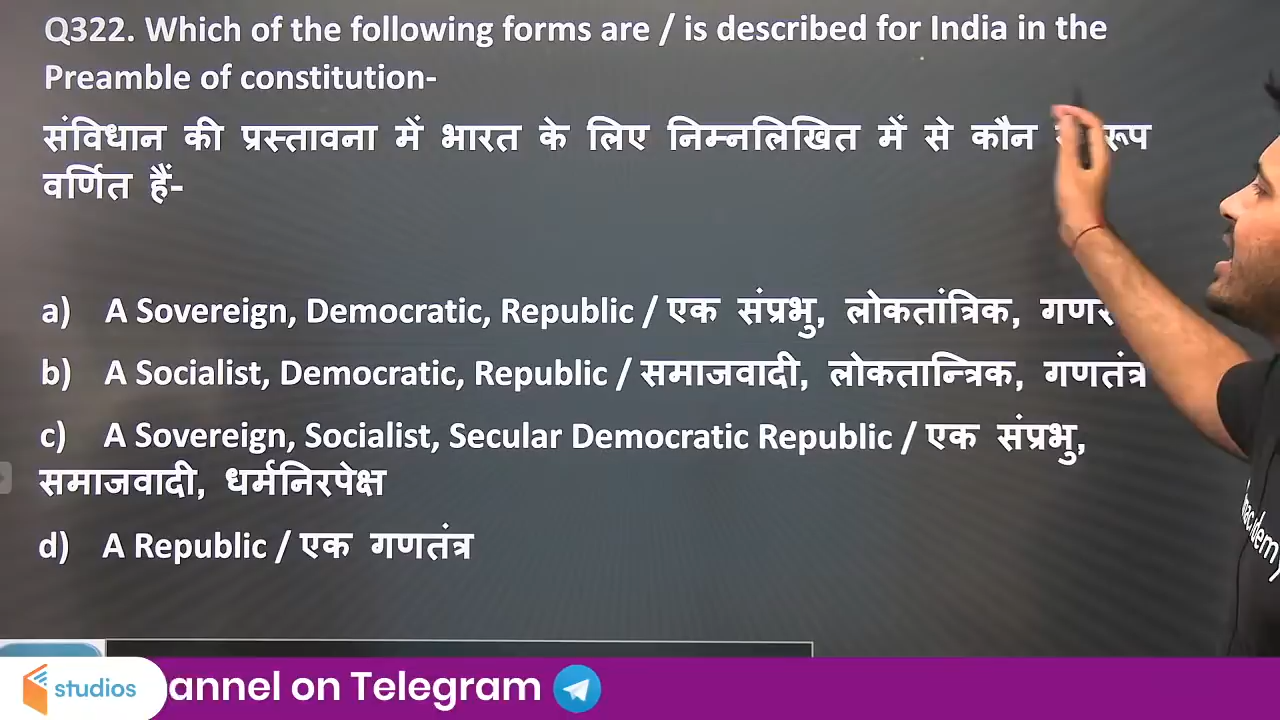 Q322. Which of the following forms are / is described for India in the
Preamble of constitution-
संविधान की प्रस्तावना में भारत के लिए निम्नलिखित में से कौन रूप
वर्णित हैं-
a) A Sovereign, Democratic, Republic / एक संप्रभु, लोकतांत्रिक,
b) A Socialist, Democratic, Republic / समाजवादी, लोकतान्त्रिक, गणतंत्र
c) A Sovereign, Socialist, Secular Democratic Republic / एक संप्रभु,
समाजवादी, धर्मनिरपेक्ष
d) A Republic / एक गणतंत्र
studios annel on Telegram